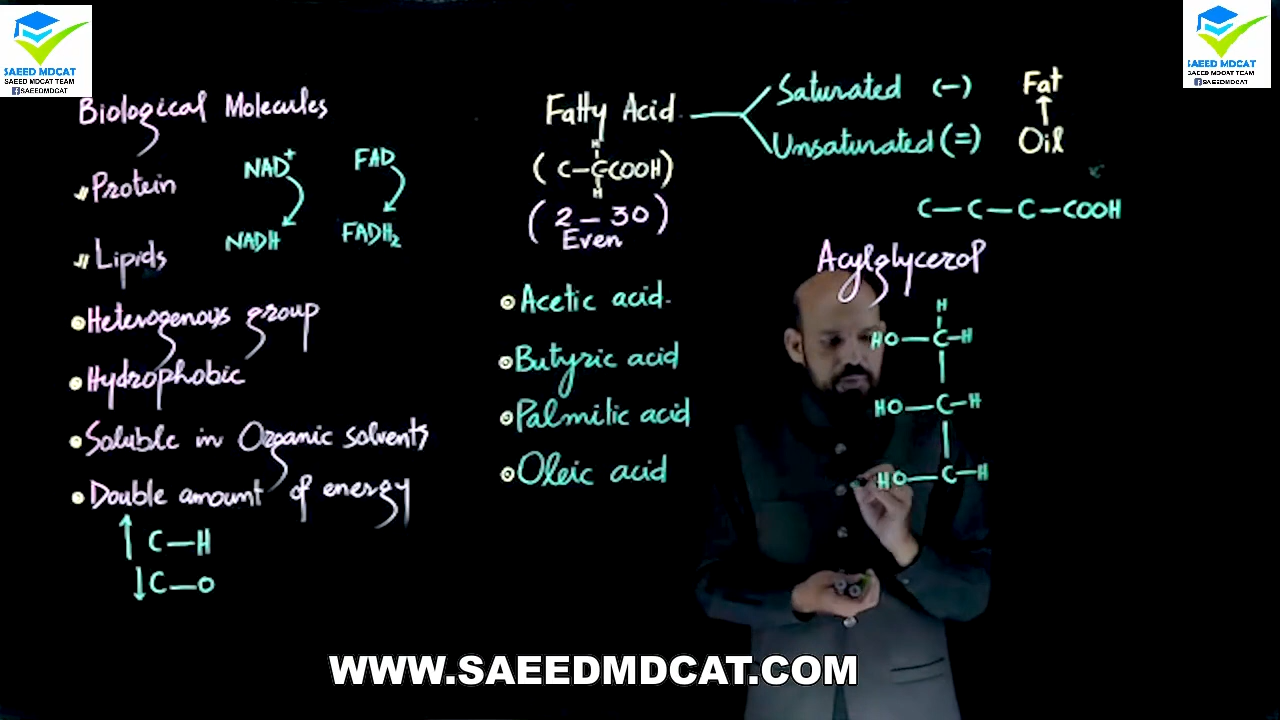 SAEED MDCAT
SAEED MDCAT TEAM
SAEEDMDCAT
SAEED MDCAT
SAEED MDCAT TEAM
SAEEDMDCAT
Biological Molecules
Protein
NAD+
NADH
FAD
FADH2
Lipids
Heterogenous group
Hydrophobic
Soluble in Organic solvents
Double amount of energy
↑ C—H
↓ C—O
Fatty Acid
H
(C—C-COOH)
H
(2 — 30)
Even
Acetic acid.
Butyric acid
Palmilic acid
Oleic acid
Saturated (—)
Unsaturated (=)
Fat
↑
Oil
C—C—C—COOH
Acylglycerol
H
HO—C—H
HO—C—H
HO—C—H
WWW.SAEEDMDCAT.COM